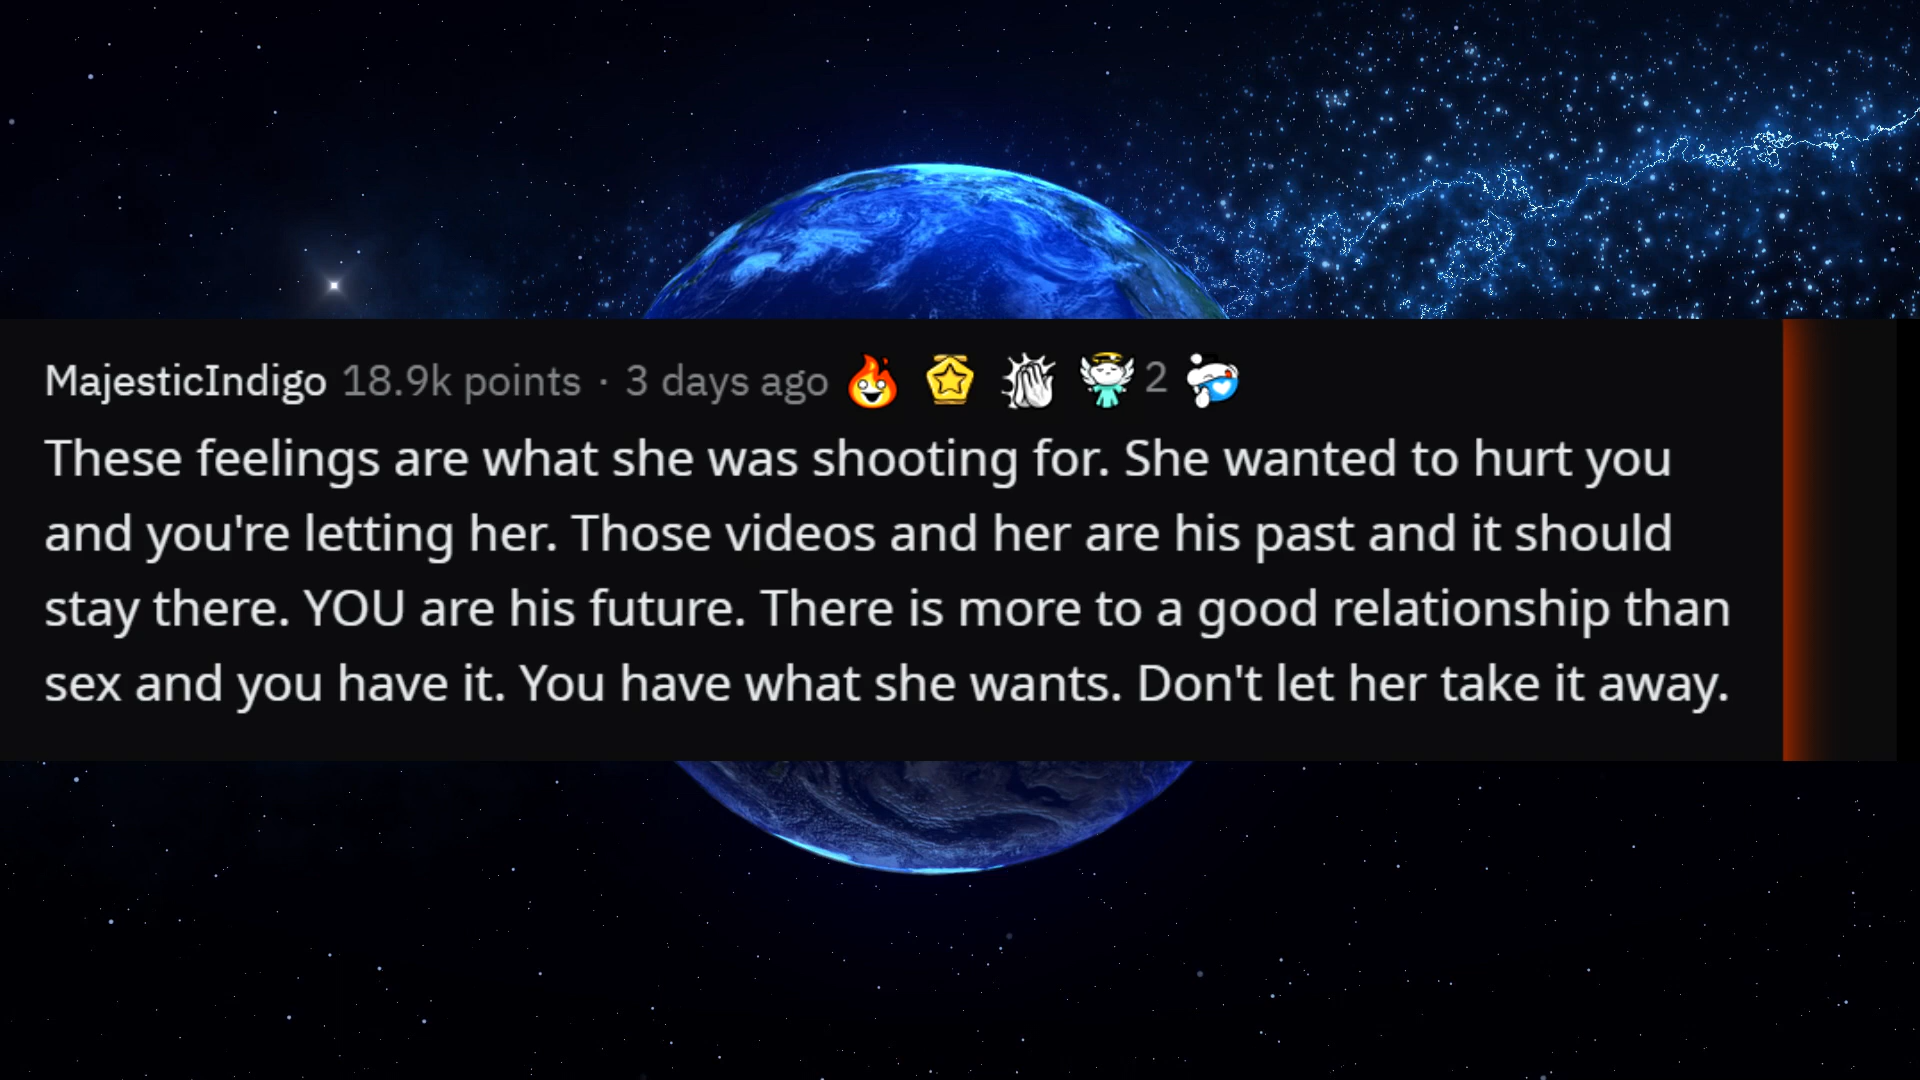 MajesticIndigo 18.9k points · 3 days ago 2
These feelings are what she was shooting for. She wanted to hurt you
and you're letting her. Those videos and her are his past and it should
stay there. YOU are his future. There is more to a good relationship than
sex and you have it. You have what she wants. Don't let her take it away.